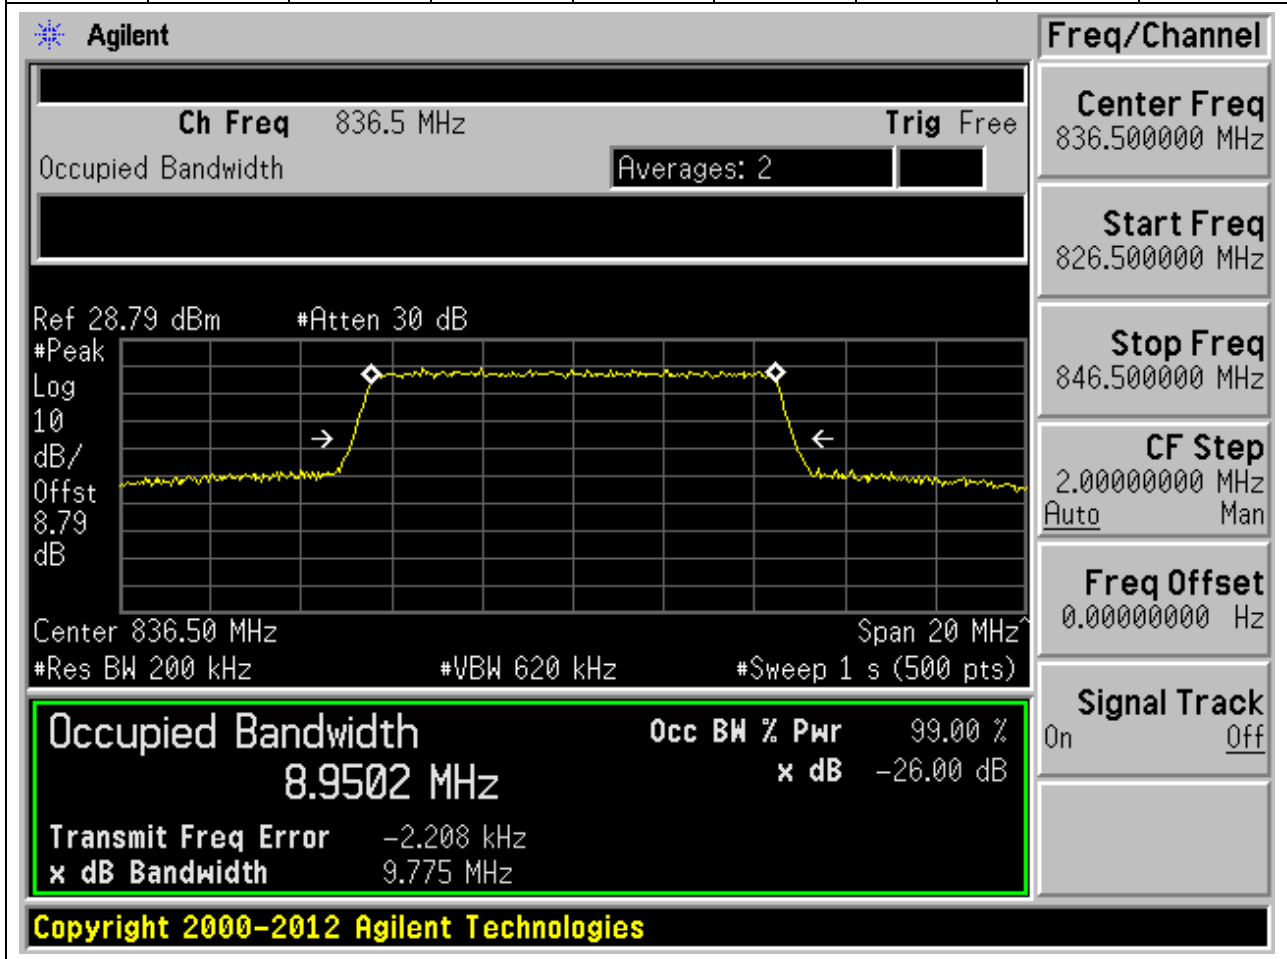 Agilent
Freq/Channel
Ch Freq 836.5 MHz Trig Free
Occupied Bandwidth Averages: 2
Center Freq
836.500000 MHz
Start Freq
826.500000 MHz
Stop Freq
846.500000 MHz
CF Step
2.00000000 MHz
Auto Man
Freq Offset
0.00000000 Hz
Signal Track
On Off
Ref 28.79 dBm #Atten 30 dB
#Peak
Log
10
dB/
Offst
8.79
dB
Center 836.50 MHz Span 20 MHz^
#Res BW 200 kHz #VBW 620 kHz #Sweep 1 s (500 pts)
Occupied Bandwidth Occ BW % Pwr 99.00 %
8.9502 MHz x dB -26.00 dB
Transmit Freq Error -2.208 kHz
x dB Bandwidth 9.775 MHz
Copyright 2000-2012 Agilent Technologies